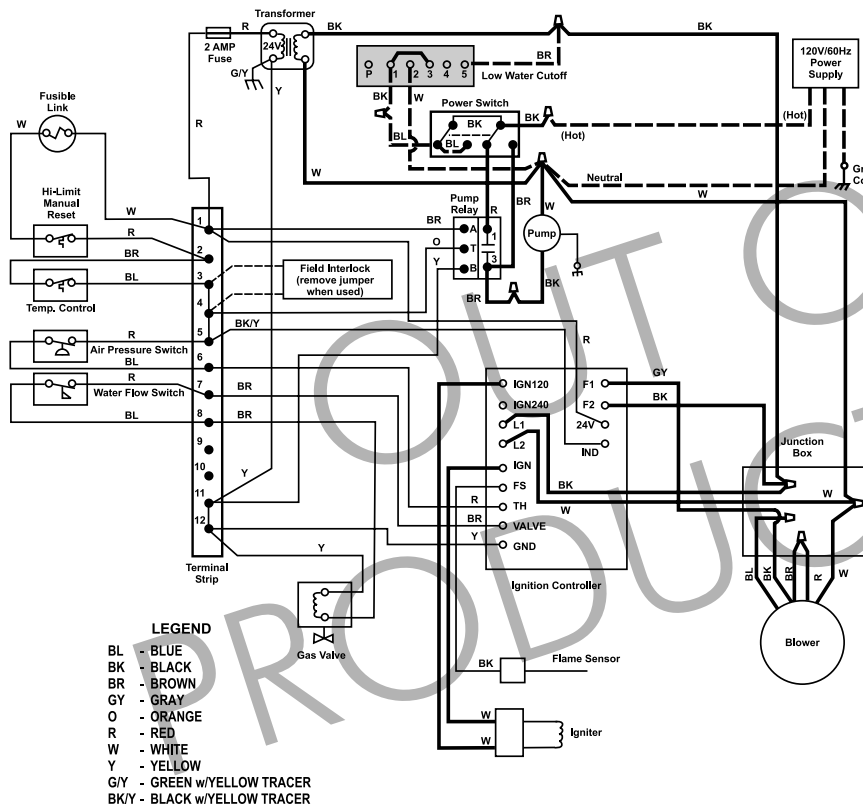 Transformer
R
BK
BK
2 AMP
Fuse
24V
G/Y
Y
BR
120V/60Hz
Power
Supply
P 1 2 3 4 5
Low Water Cutoff
BK
W
Power Switch
BK
BL
BL
BK
(Hot)
(Hot)
Fusible
Link
W
R
W
Neutral
W
Hi-Limit
Manual
Reset
W
R
BR
BL
Temp. Control
1
2
3
4
5
6
7
8
9
10
11
12
Terminal
Strip
BR
O
Y
Pump
Relay
A
T
B
R
1
3
BR
W
Pump
BK
BR
Field Interlock
(remove jumper
when used)
BK/Y
R
Air Pressure Switch
BL
R
Water Flow Switch
BL
BR
BR
Y
R
IGN120
IGN240
L1
L2
IGN
FS
TH
VALVE
GND
F1
F2
24V
IND
GY
BK
BK
W
R
BR
Y
Ignition Controller
Junction
Box
W
BL
BK
BR
R
W
Blower
Y
Gas Valve
BK
Flame Sensor
W
W
Igniter
LEGEND
BL - BLUE
BK - BLACK
BR - BROWN
GY - GRAY
O - ORANGE
R - RED
W - WHITE
Y - YELLOW
G/Y - GREEN w/YELLOW TRACER
BK/Y - BLACK w/YELLOW TRACER
OUT O
PRODUCT